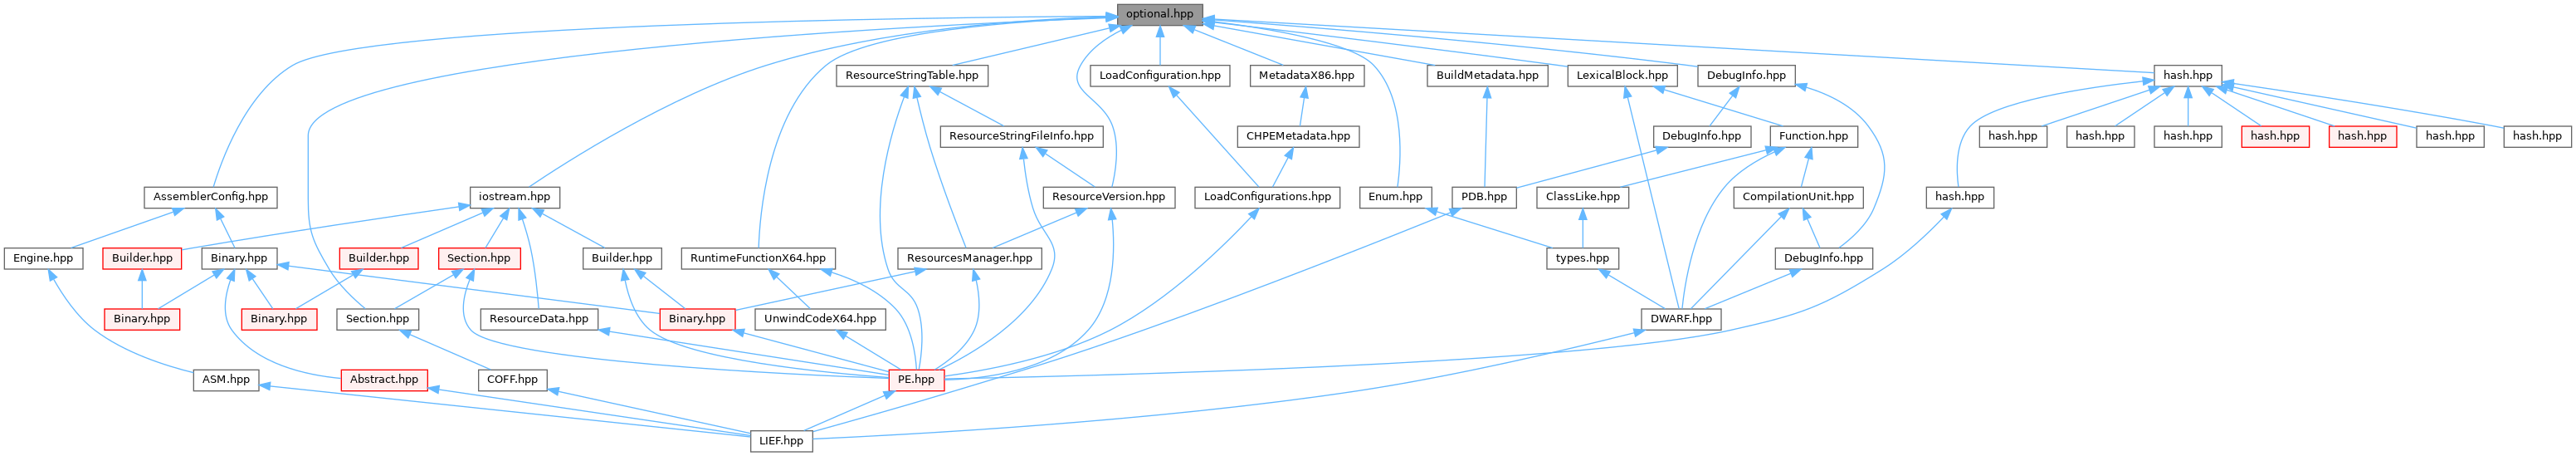 optional.hpp
ResourceStringTable.hpp
LoadConfiguration.hpp
MetadataX86.hpp
BuildMetadata.hpp
LexicalBlock.hpp
DebugInfo.hpp
hash.hpp
ResourceStringFileInfo.hpp
CHPEMetadata.hpp
DebugInfo.hpp
Function.hpp
hash.hpp
hash.hpp
hash.hpp
hash.hpp
hash.hpp
hash.hpp
hash.hpp
AssemblerConfig.hpp
iostream.hpp
ResourceVersion.hpp
LoadConfigurations.hpp
Enum.hpp
PDB.hpp
ClassLike.hpp
CompilationUnit.hpp
hash.hpp
Engine.hpp
Builder.hpp
Binary.hpp
Builder.hpp
Section.hpp
Builder.hpp
RuntimeFunctionX64.hpp
ResourcesManager.hpp
types.hpp
DebugInfo.hpp
Binary.hpp
Binary.hpp
Section.hpp
ResourceData.hpp
Binary.hpp
UnwindCodeX64.hpp
DWARF.hpp
ASM.hpp
Abstract.hpp
COFF.hpp
PE.hpp
LIEF.hpp